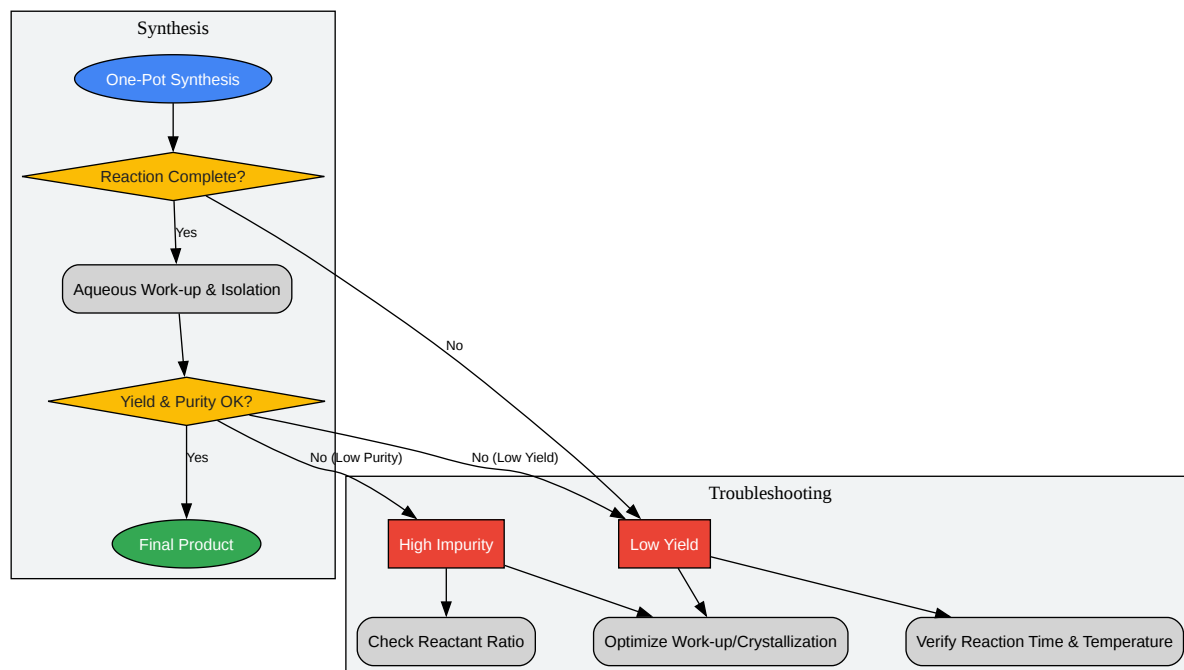 Synthesis
One-Pot Synthesis
Reaction Complete?
Yes
Aqueous Work-up & Isolation
No
Yield & Purity OK?
Yes
No (Low Purity)
No (Low Yield)
Troubleshooting
Final Product
High Impurity
Low Yield
Check Reactant Ratio
Optimize Work-up/Crystallization
Verify Reaction Time & Temperature